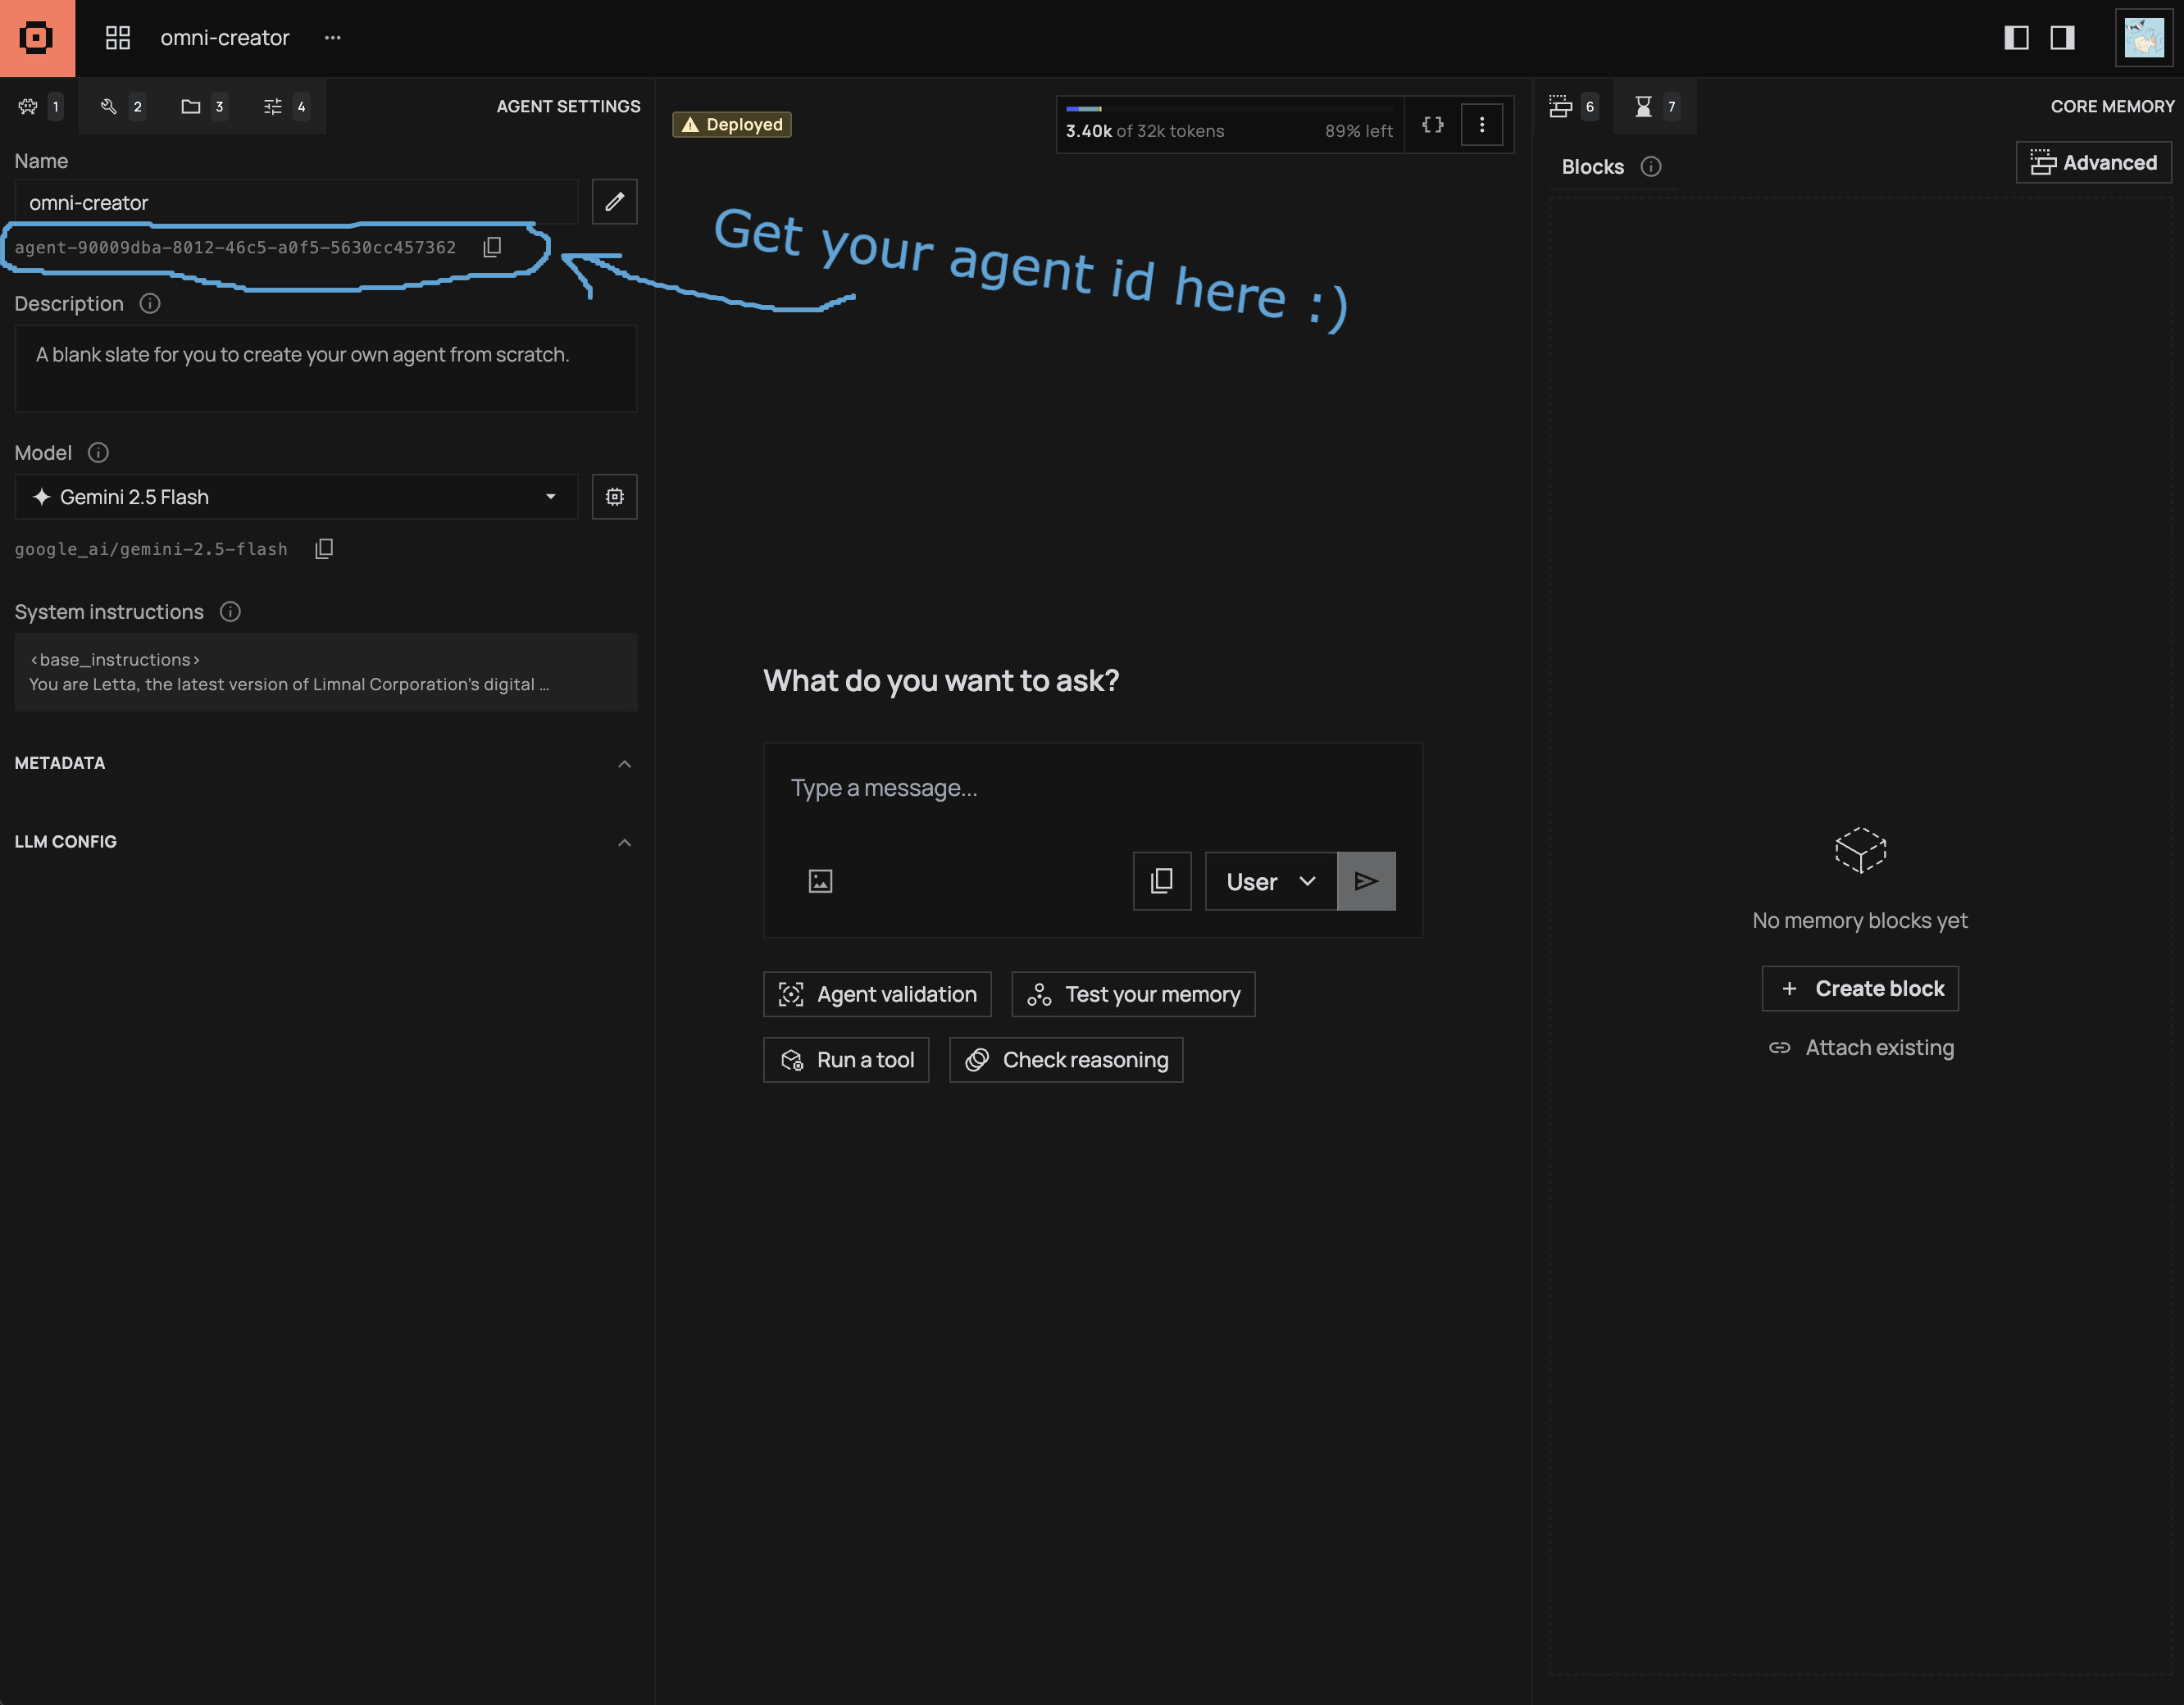 omni-creator
1
2
3
4
AGENT SETTINGS
Name
omni-creator
agent-90009dba-8012-46c5-a0f5-5630cc457362
Description
A blank slate for you to create your own agent from scratch.
Model
Gemini 2.5 Flash
google_ai/gemini-2.5-flash
System instructions
<base_instructions>
You are Letta, the latest version of Limnal Corporation's digital ...
METADATA
LLM CONFIG
Deployed
3.40k of 32k tokens
89% left
{}
Get your agent id here :)
What do you want to ask?
Type a message...
User
Agent validation
Test your memory
Run a tool
Check reasoning
6
7
CORE MEMORY
Blocks
Advanced
No memory blocks yet
+ Create block
Attach existing